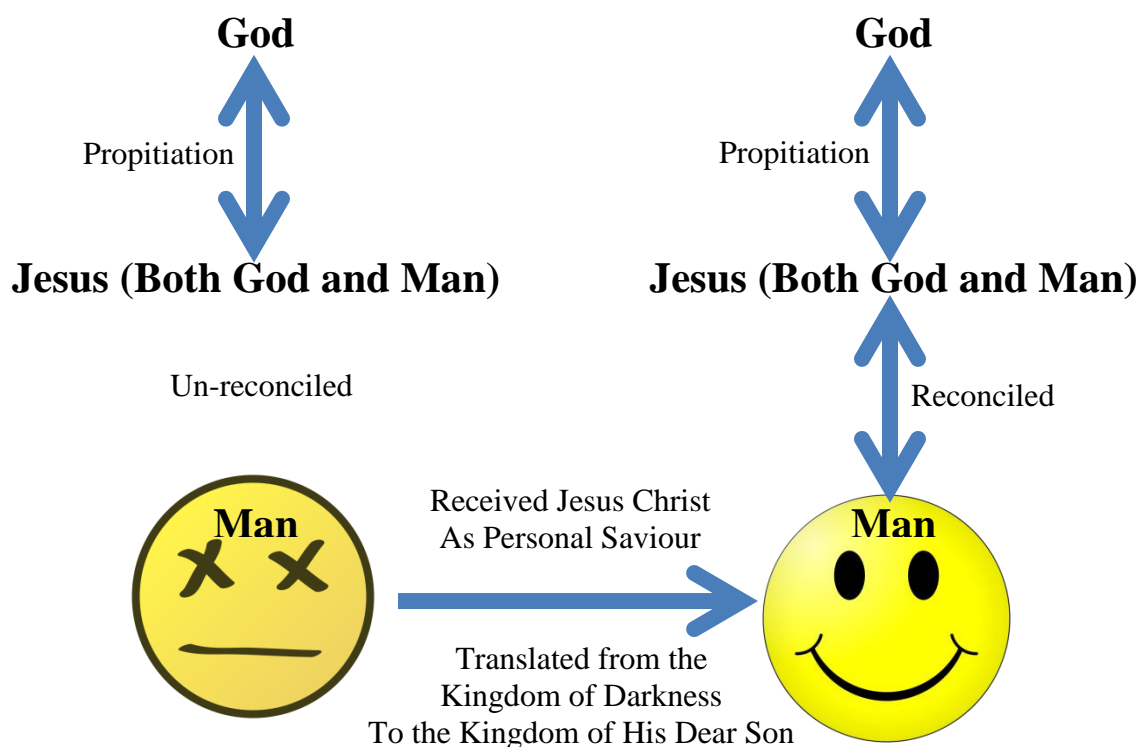 God
Propitiation
Jesus (Both God and Man)
Un-reconciled
Man
Received Jesus Christ
As Personal Saviour
Translated from the
Kingdom of Darkness
To the Kingdom of His Dear Son
God
Propitiation
Jesus (Both God and Man)
Reconciled
Man